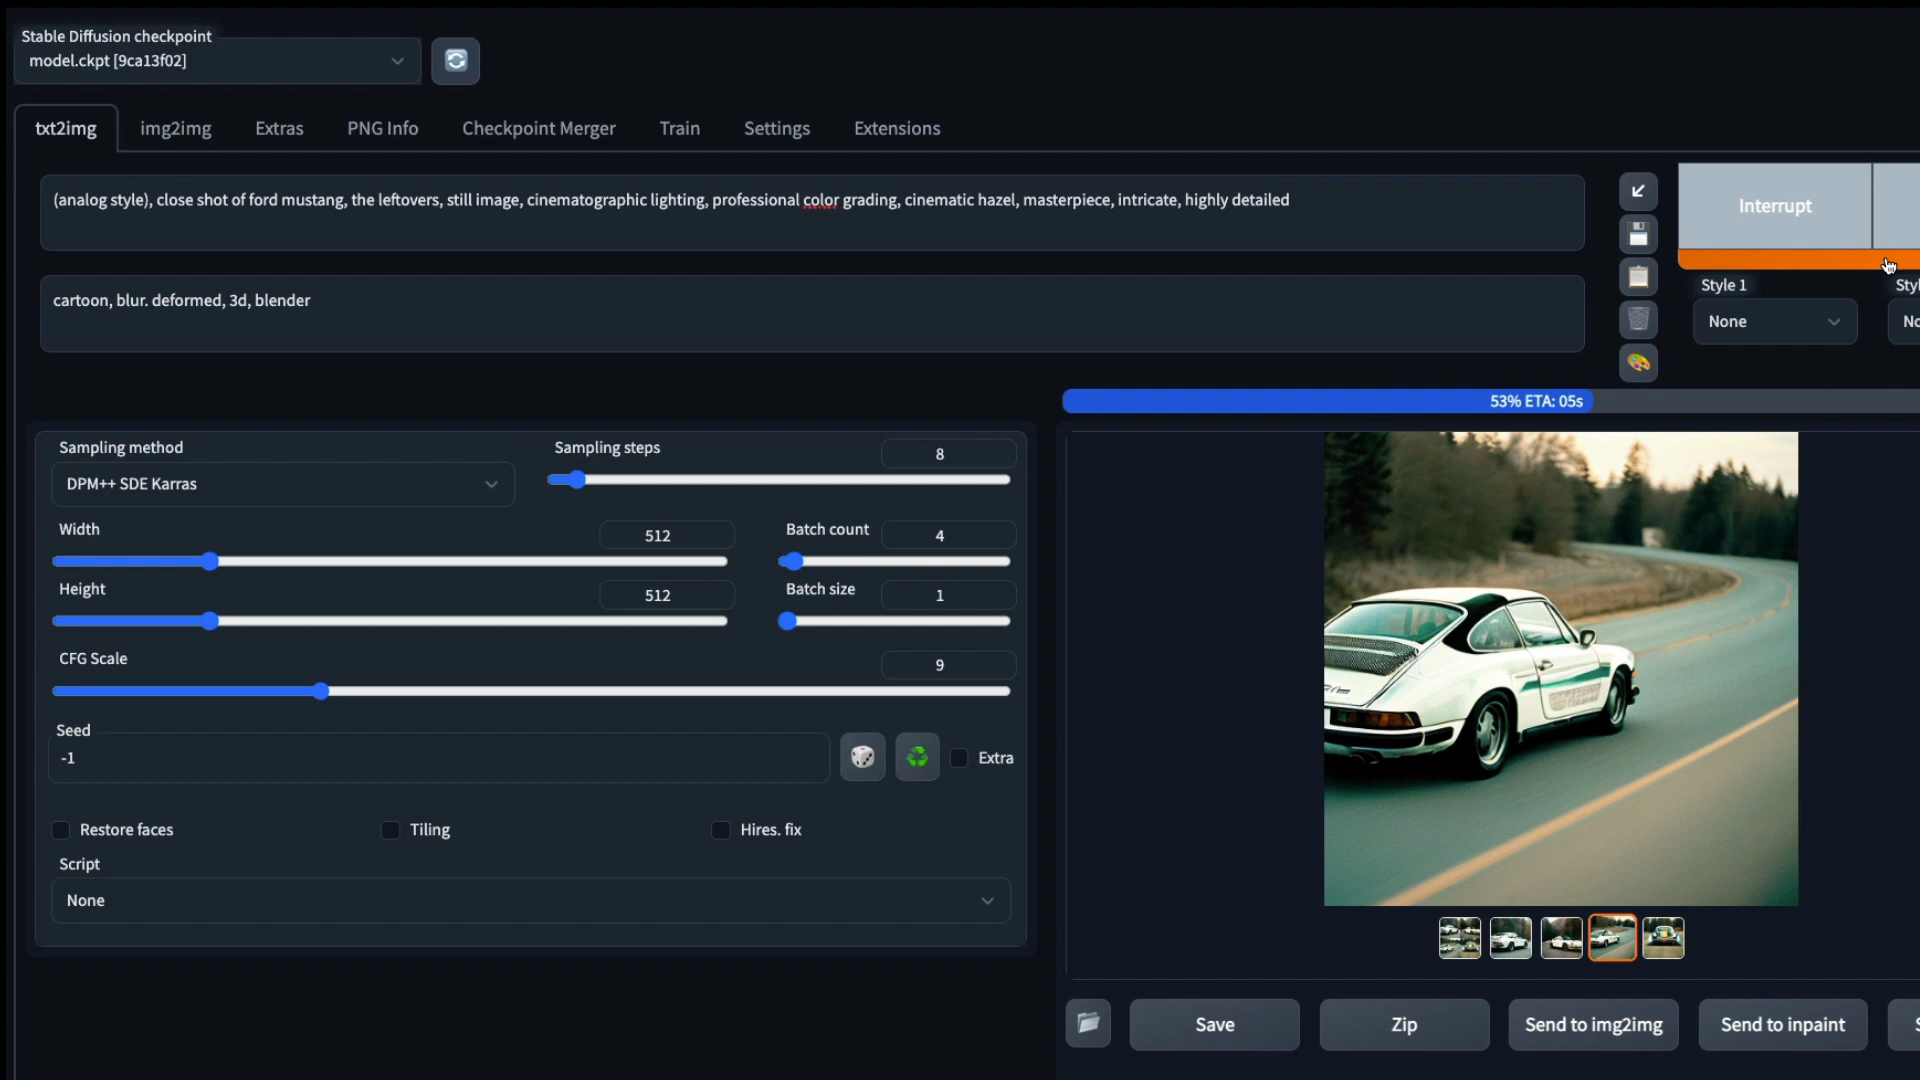 Stable Diffusion checkpoint
model.ckpt [9ca13f02]
txt2img
img2img
Extras
PNG Info
Checkpoint Merger
Train
Settings
Extensions
(analog style), close shot of ford mustang, the leftovers, still image, cinematographic lighting, professional color grading, cinematic hazel, masterpiece, intricate, highly detailed
cartoon, blur. deformed, 3d, blender
Interrupt
Style 1
None
53% ETA: 05s
Sampling method
DPM++ SDE Karras
Sampling steps
8
Width
512
Batch count
4
Height
512
Batch size
1
CFG Scale
9
Seed
-1
Extra
Restore faces
Tiling
Hires. fix
Script
None
Save
Zip
Send to img2img
Send to inpaint